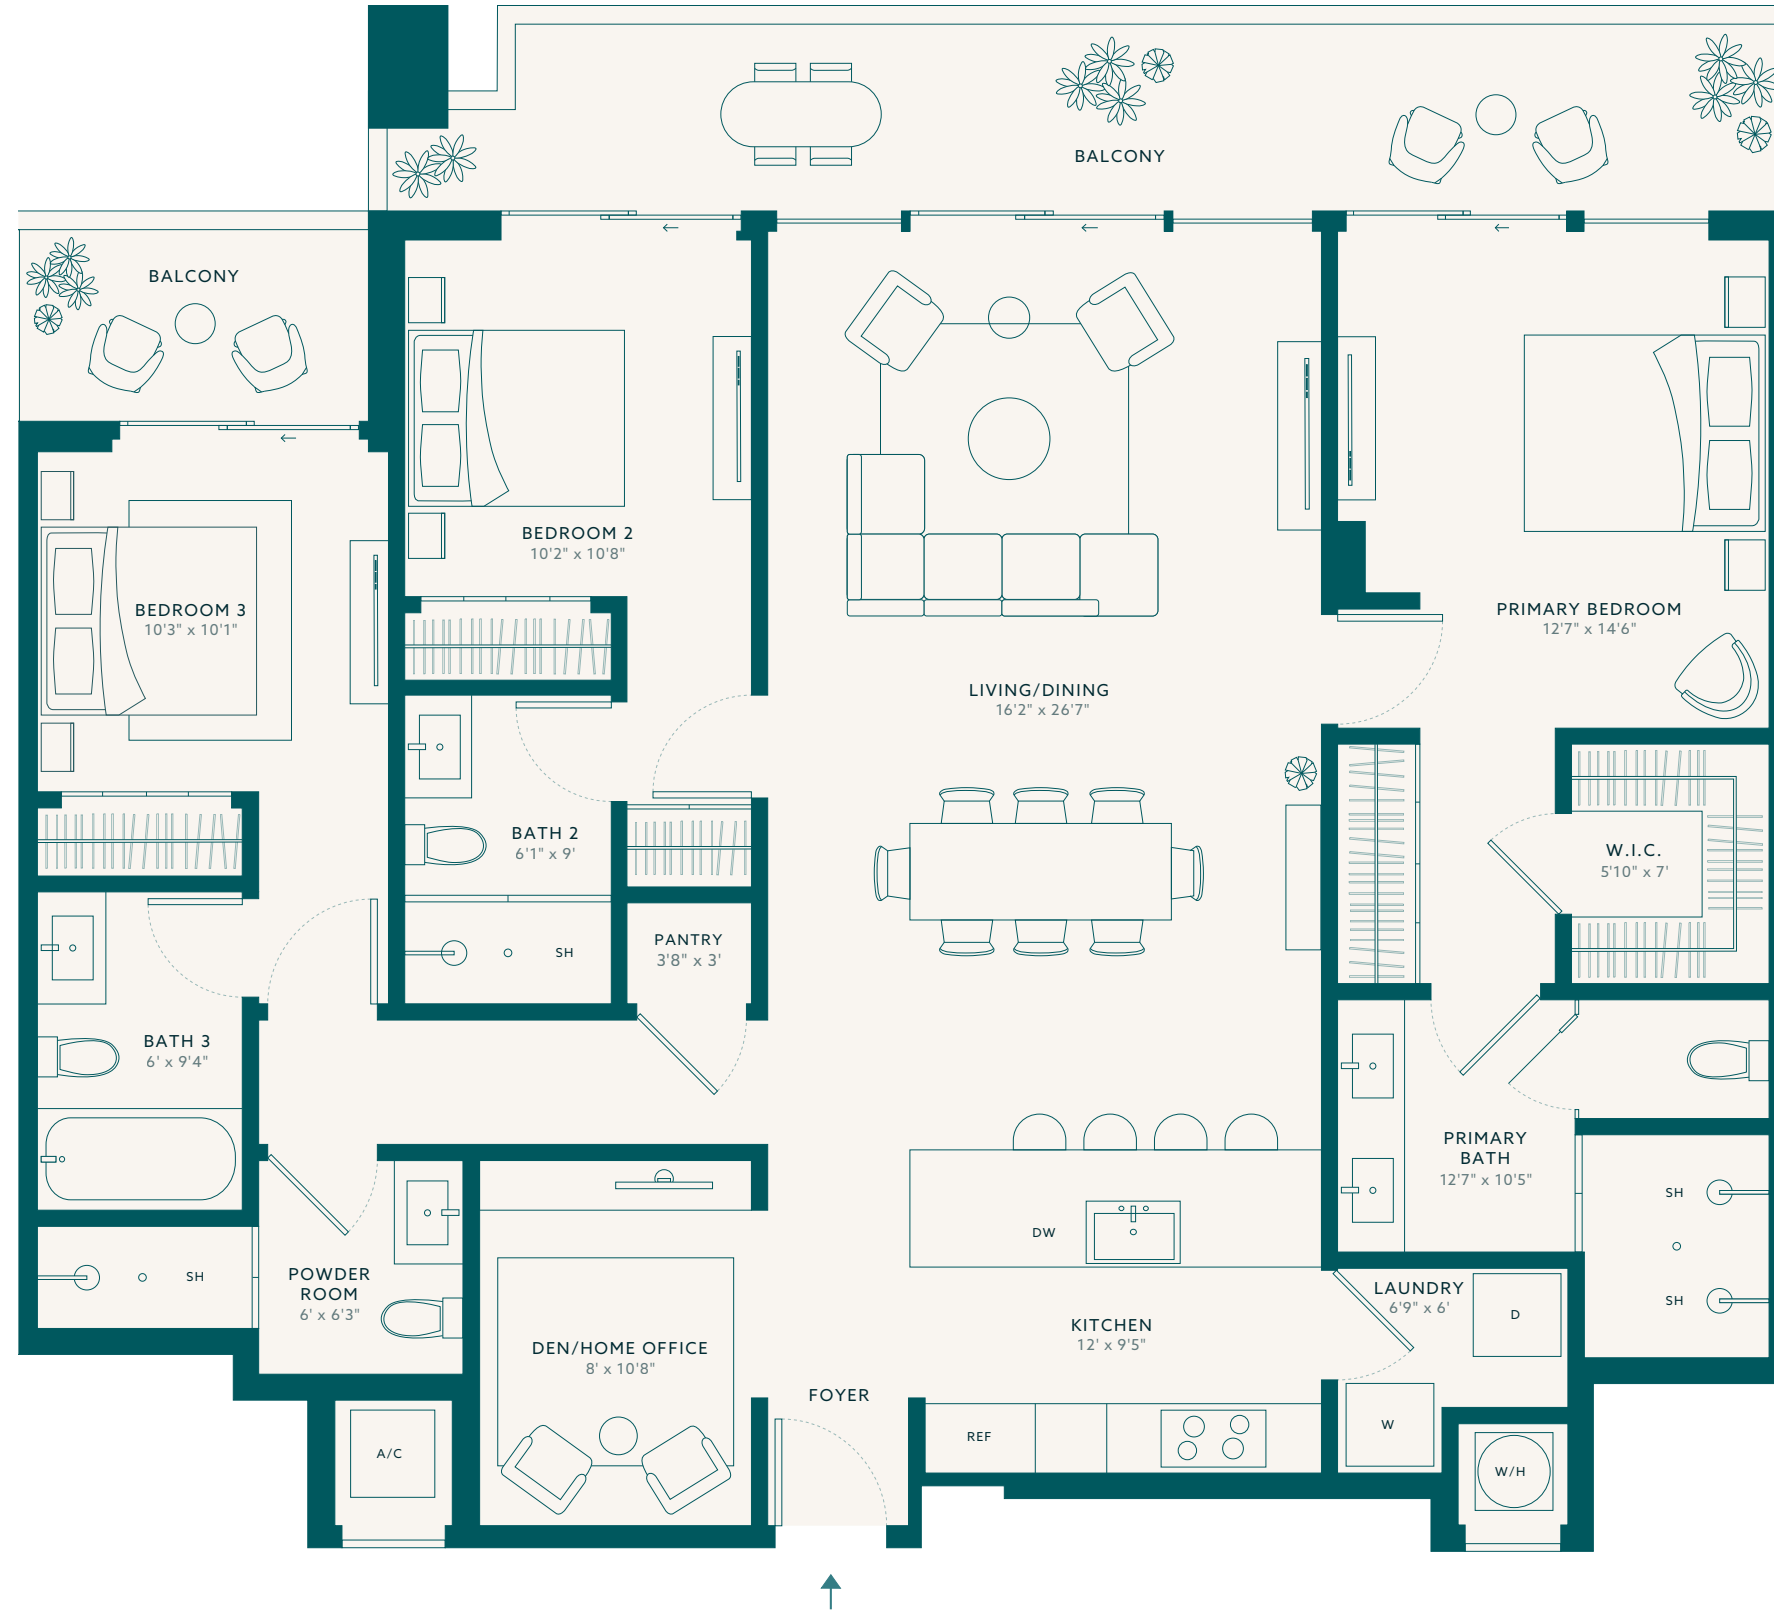 BALCONY
BALCONY
BEDROOM 2
10'2" x 10'8"
BEDROOM 3
10'3" x 10'1"
PRIMARY BEDROOM
12'7" x 14'6"
LIVING/DINING
16'2" x 26'7"
BATH 2
6'1" x 9'
W.I.C.
5'10" x 7'
PANTRY
3'8" x 3'
SH
BATH 3
6' x 9'4"
PRIMARY
BATH
12'7" x 10'5"
SH
DW
SH
POWDER
ROOM
6' x 6'3"
LAUNDRY
6'9" x 6'
SH
D
KITCHEN
12' x 9'5"
DEN/HOME OFFICE
8' x 10'8"
FOYER
REF
W
A/C
W/H